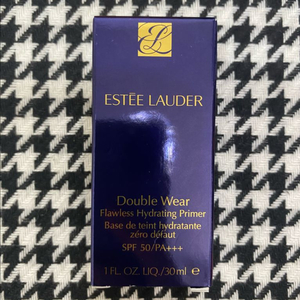 EL
ESTĒE LAUDER
Double Wear
Flawless Hydrating Primer
Base de teint hydratante
zéro défaut
SPF 50/PA+++
1 FL. OZ. LIQ./30 ml e